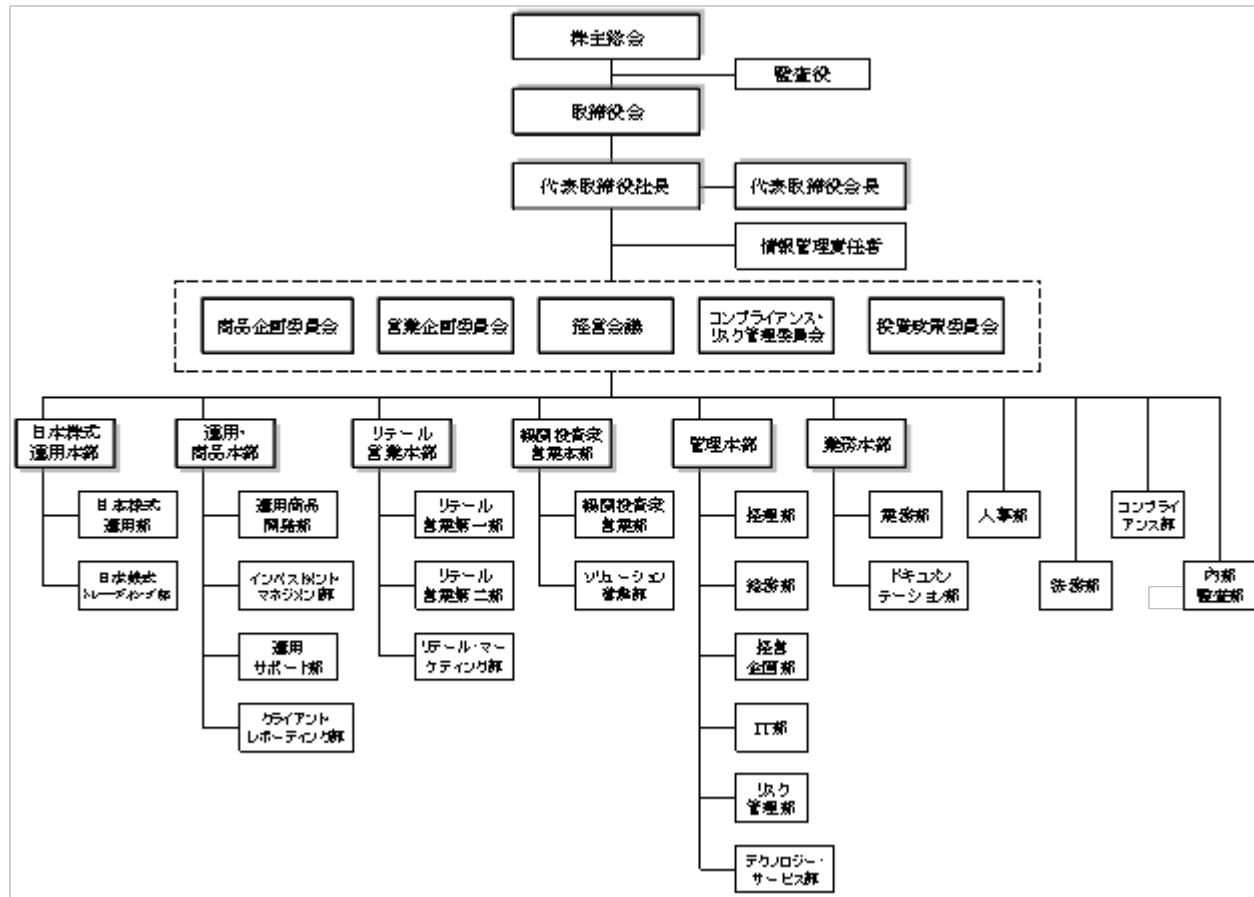 株主総会
監査役
取締役会
代表取締役社長
代表取締役会長
情報管理責任者
商品企画委員会
営業企画委員会
経営会議
コンプライアンス・
リスク管理委員会
投資政策委員会
日本株式
運用本部
運用・
商品本部
リテール
営業本部
機関投資家
営業本部
管理本部
業務本部
日本株式
運用部
運用商品
開発部
リテール
営業第一部
機関投資家
営業部
経理部
業務部
人事部
コンプライ
アンス部
日本株式
トレーディング部
インベストメント
マネジメント部
リテール
営業第二部
ソリューション
営業部
総務部
ドキュメン
テーション部
法務部
内部
監査部
運用
サポート部
リテール・マー
ケティング部
経営
企画部
クライアント
レポーティング部
IT部
リスク
管理部
テクノロジー・
サービス部